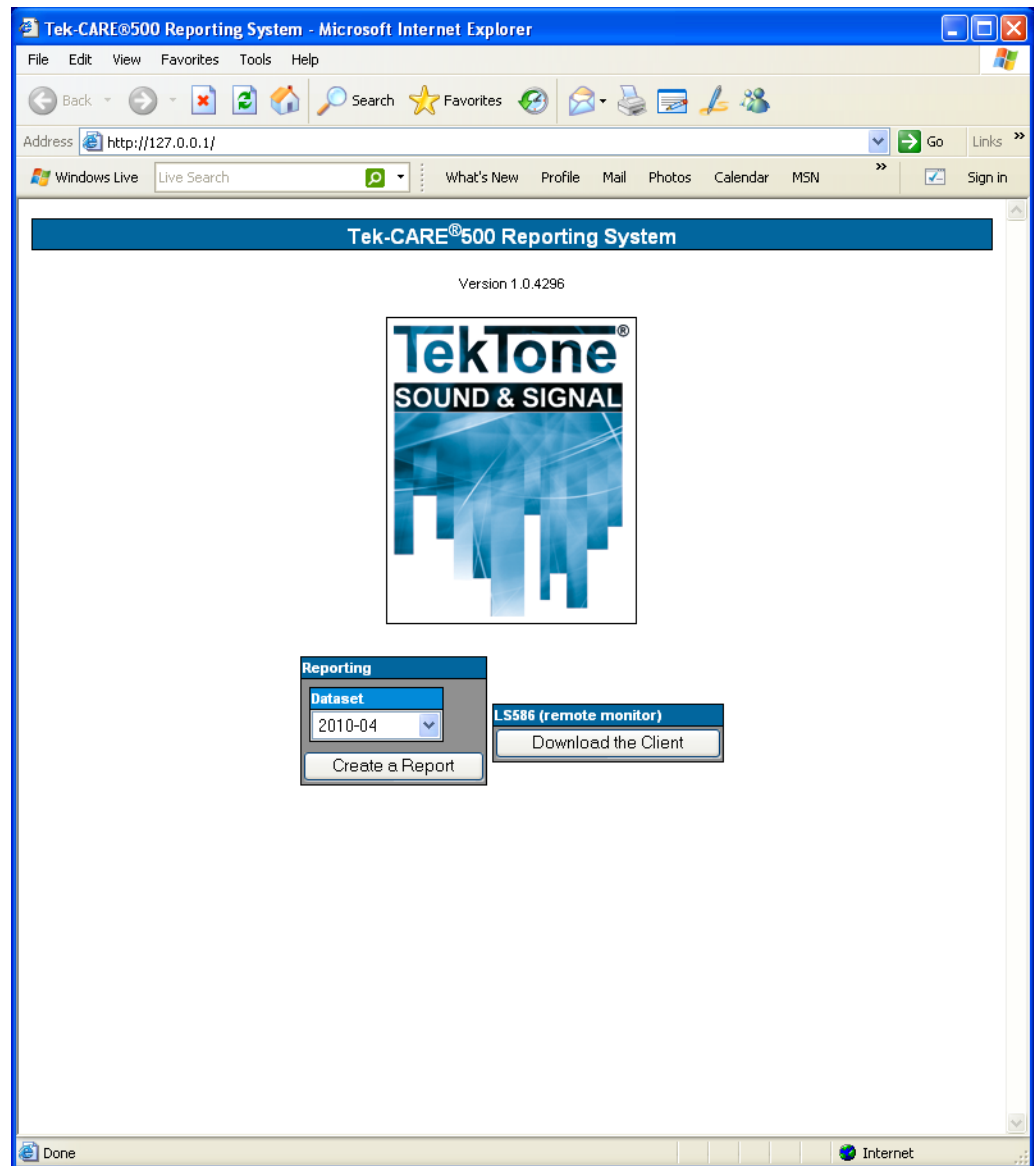 Tek-CARE®500 Reporting System - Microsoft Internet Explorer
File Edit View Favorites Tools Help
Back Search Favorites
Address http://127.0.0.1/ Go Links »
Windows Live Live Search What's New Profile Mail Photos Calendar MSN » Sign in
Tek-CARE®500 Reporting System
Version 1.0.4296
TekTone®
SOUND & SIGNAL
Reporting
Dataset
2010-04
Create a Report
LS586 (remote monitor)
Download the Client
Done Internet